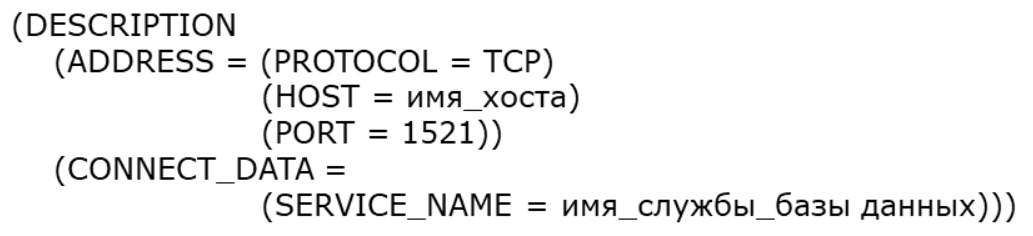 (DESCRIPTION
(ADDRESS = (PROTOCOL = TCP)
(HOST = имя_хоста)
(PORT = 1521))
(CONNECT_DATA =
(SERVICE_NAME = имя_службы_базы данных)))